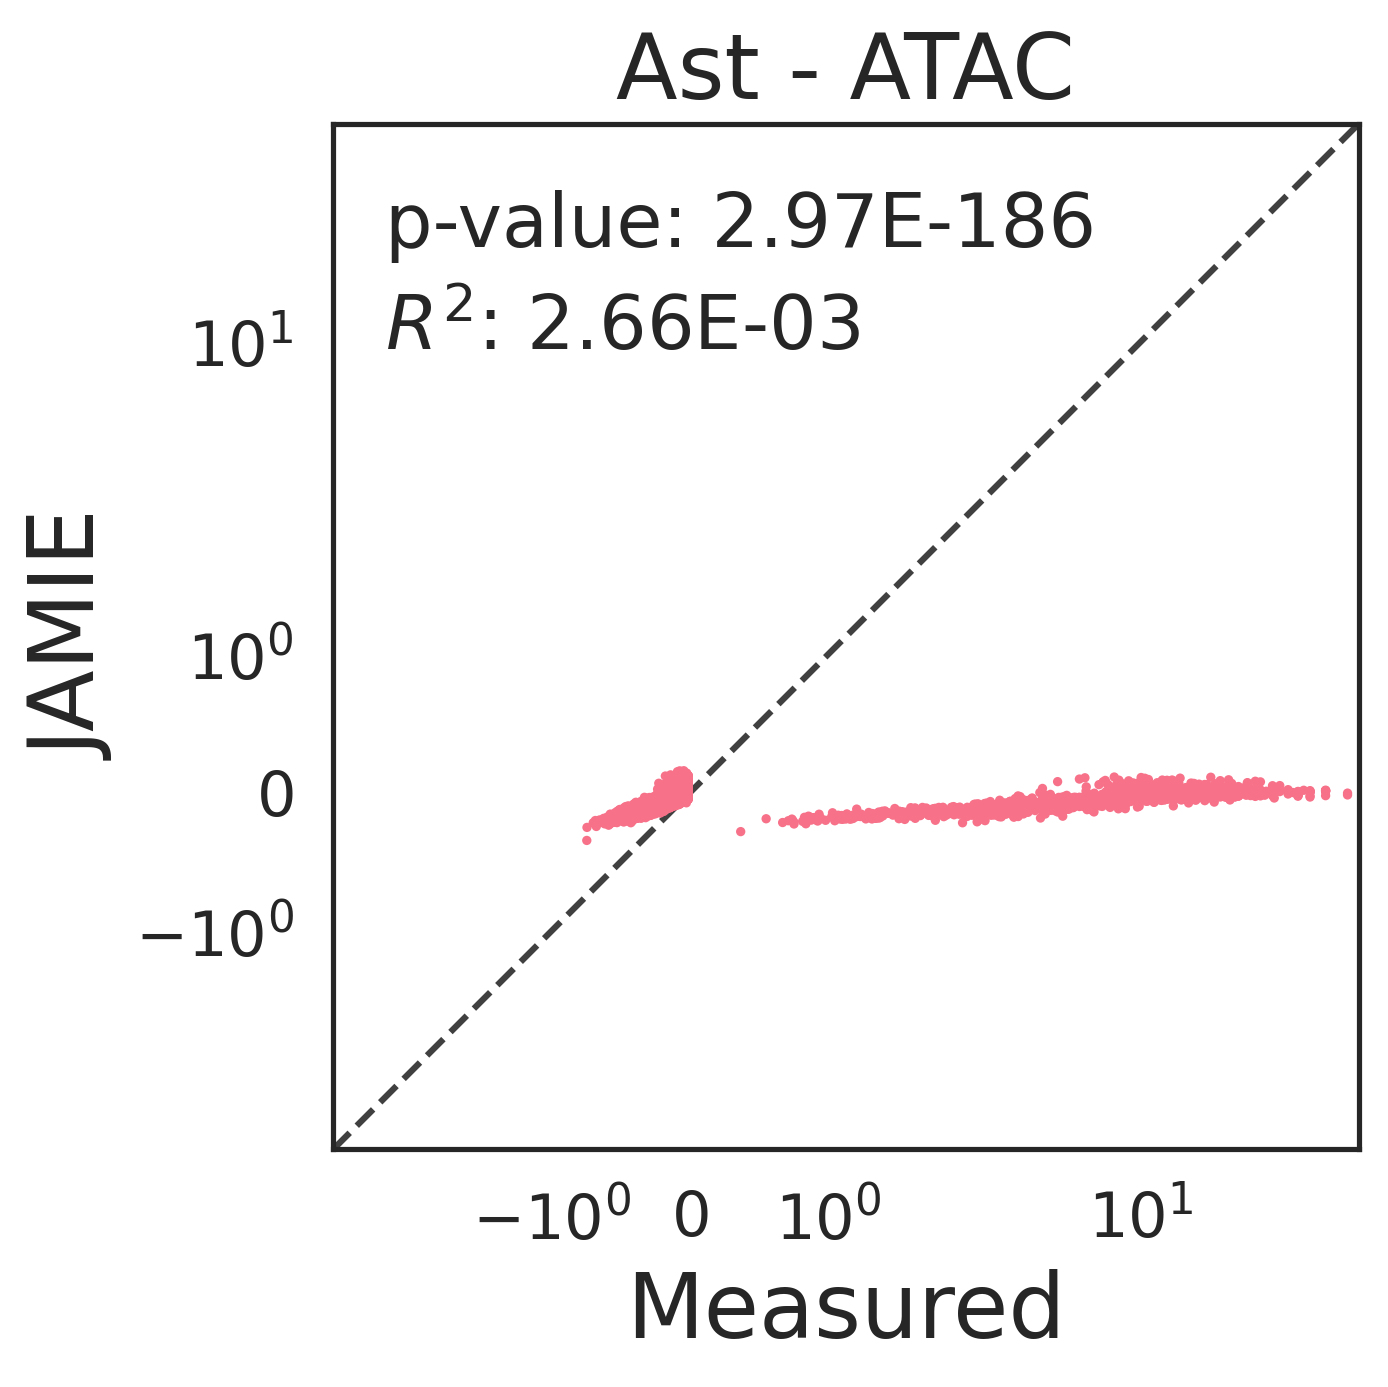 Ast - ATAC
p-value: 2.97E-186
R²: 2.66E-03
10¹
10⁰
0
−10⁰
JAMIE
−10⁰ 0 10⁰ 10¹
Measured